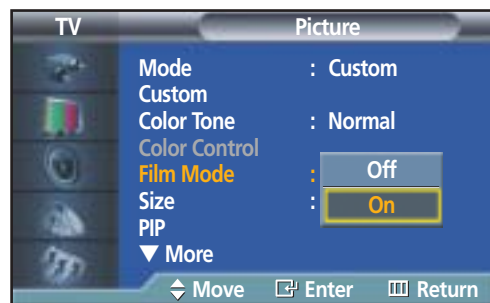 TV Picture
Mode : Custom
Custom
Color Tone : Normal
Color Control
Film Mode : Off
Size : On
PIP
▼ More
Move Enter Return